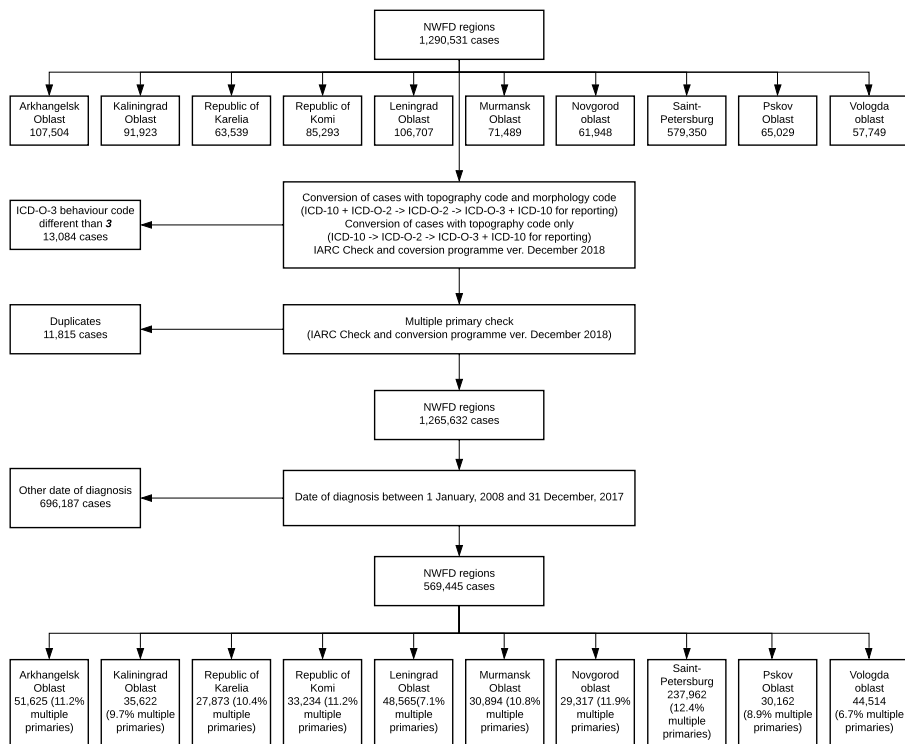 NWFD regions
1,290,531 cases
Arkhangelsk
Oblast
107,504
Kaliningrad
Oblast
91,923
Republic of
Karelia
63,539
Republic of
Komi
85,293
Leningrad
Oblast
106,707
Murmansk
Oblast
71,489
Novgorod
oblast
61,948
Saint-
Petersburg
579,350
Pskov
Oblast
65,029
Vologda
oblast
57,749
Conversion of cases with topography code and morphology code
(ICD-10 + ICD-O-2 -> ICD-O-2 -> ICD-O-3 + ICD-10 for reporting)
Conversion of cases with topography code only
(ICD-10 -> ICD-O-2 -> ICD-O-3 + ICD-10 for reporting)
IARC Check and coversion programme ver. December 2018
ICD-O-3 behaviour code
different than 3
13,084 cases
Multiple primary check
(IARC Check and conversion programme ver. December 2018)
Duplicates
11,815 cases
NWFD regions
1,265,632 cases
Date of diagnosis between 1 January, 2008 and 31 December, 2017
Other date of diagnosis
696,187 cases
NWFD regions
569,445 cases
Arkhangelsk
Oblast
51,625 (11.2%
multiple
primaries)
Kaliningrad
Oblast
35,622
(9.7% multiple
primaries)
Republic of
Karelia
27,873 (10.4%
multiple
primaries)
Republic of
Komi
33,234 (11.2%
multiple
primaries)
Leningrad
Oblast
48,565(7.1%
multiple
primaries)
Murmansk
Oblast
30,894 (10.8%
multiple
primaries)
Novgorod
oblast
29,317 (11.9%
multiple
primaries)
Saint-
Petersburg
237,962
(12.4%
multiple
primaries)
Pskov
Oblast
30,162
(8.9% multiple
primaries)
Vologda
oblast
44,514
(6.7% multiple
primaries)